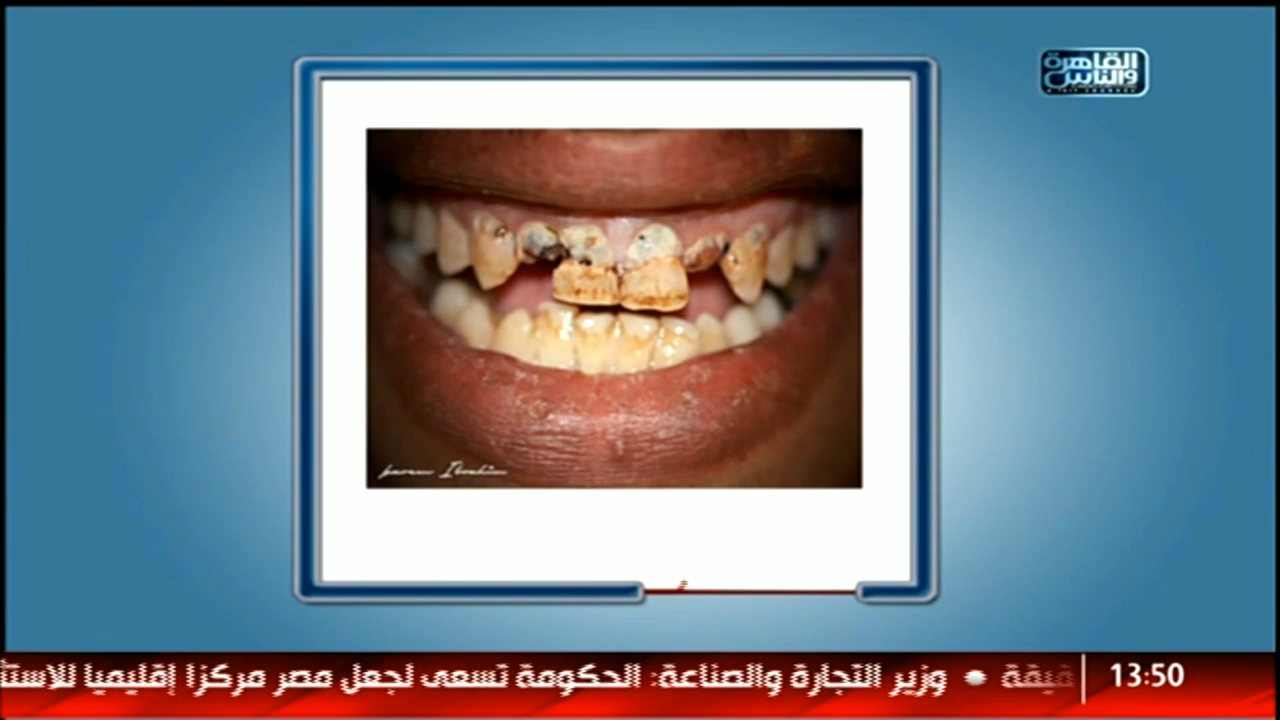 القاهرة
والناس
13:50
وزير التجارة والصناعة: الحكومة تسعى لجعل مصر مركزا إقليميا